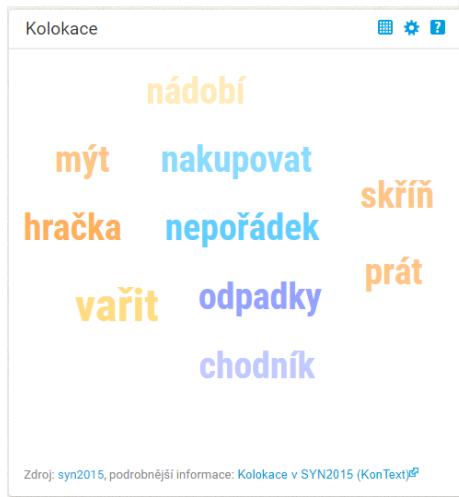 Kolokace
nádobí
mýt nakupovat
skříň
hračka nepořádek
prát
vařit odpadky
chodník
Zdroj: syn2015, podrobnější informace: Kolokace v SYN2015 (KonText)